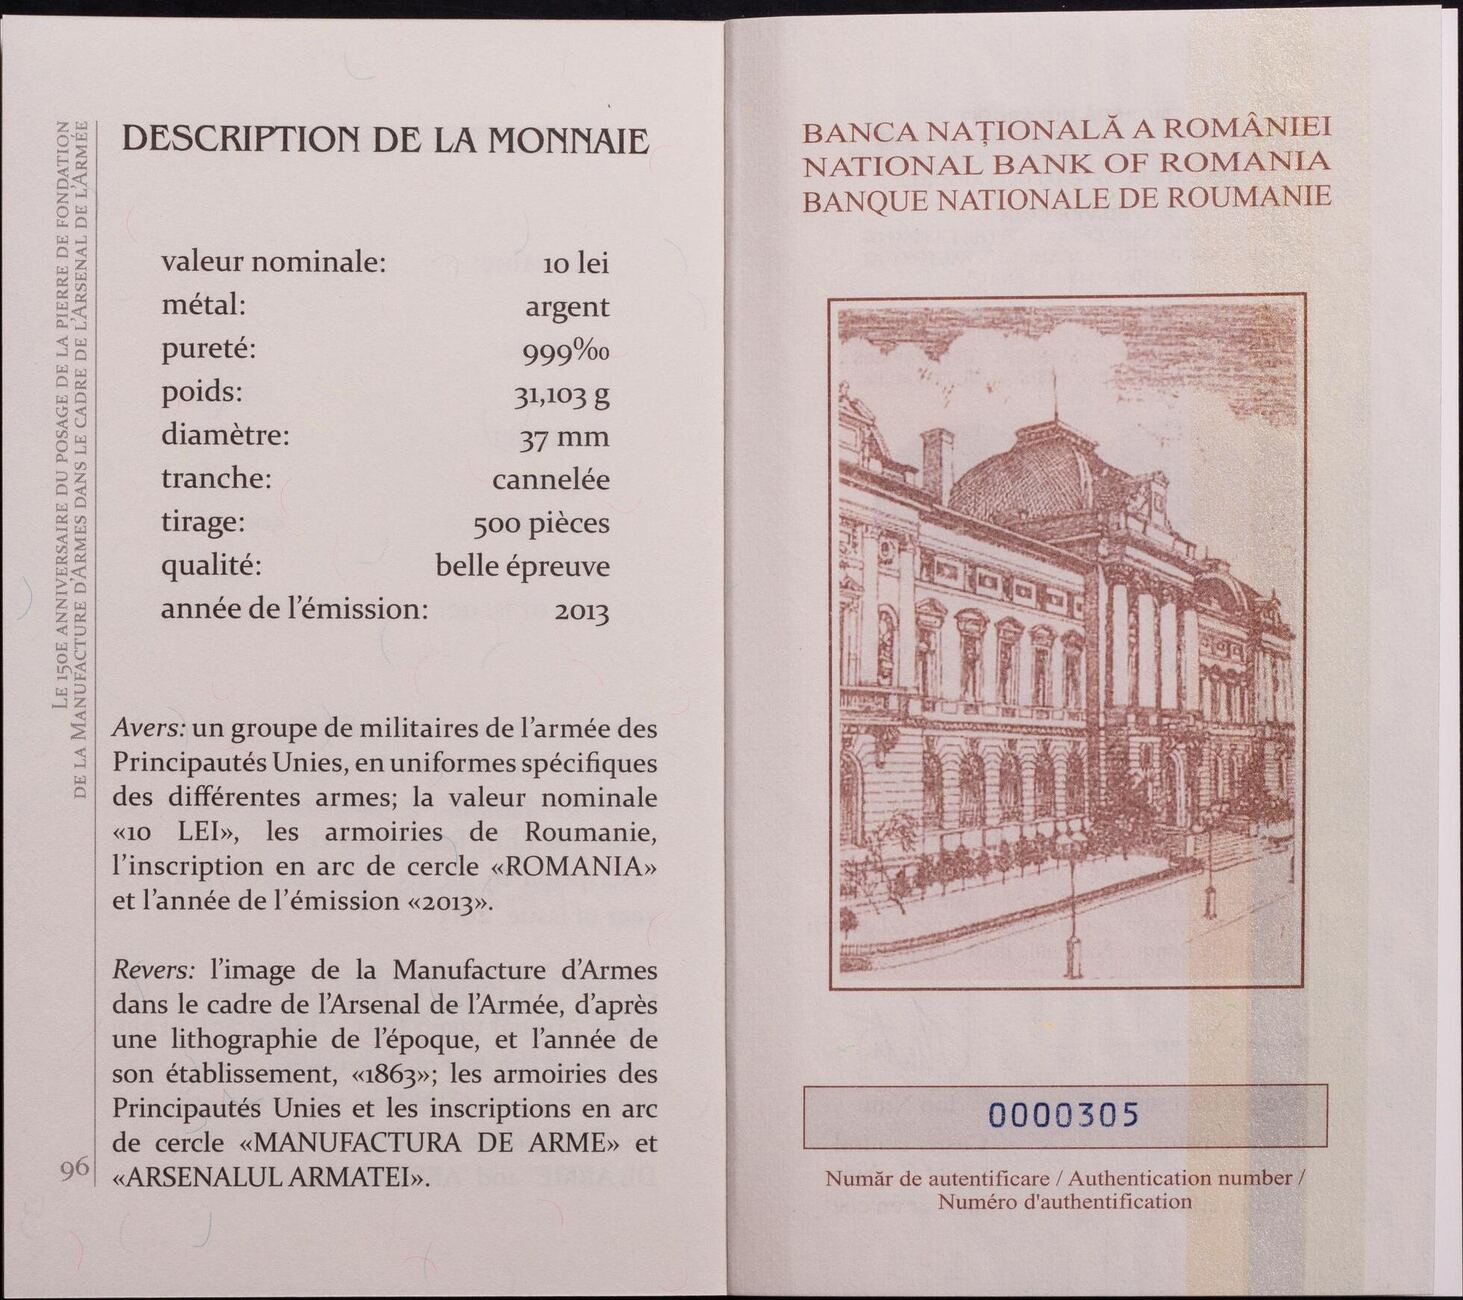 LE 150E ANNIVERSAIRE DU POSAGE DE LA PIERRE DE FONDATION
DE LA MANUFACTURE D'ARMES DANS LE CADRE DE L'ARSENAL DE L'ARMÉE
DESCRIPTION DE LA MONNAIE
valeur nominale: 10 lei
métal: argent
pureté: 999‰
poids: 31,103 g
diamètre: 37 mm
tranche: cannelée
tirage: 500 pièces
qualité: belle épreuve
année de l'émission: 2013
Avers: un groupe de militaires de l'armée des
Principautés Unies, en uniformes spécifiques
des différentes armes; la valeur nominale
«10 LEI», les armoiries de Roumanie,
l'inscription en arc de cercle «ROMANIA»
et l'année de l'émission «2013».
Revers: l'image de la Manufacture d'Armes
dans le cadre de l'Arsenal de l'Armée, d'après
une lithographie de l'époque, et l'année de
son établissement, «1863»; les armoiries des
Principautés Unies et les inscriptions en arc
de cercle «MANUFACTURA DE ARME» et
«ARSENALUL ARMATEI».
96
BANCA NAȚIONALĂ A ROMÂNIEI
NATIONAL BANK OF ROMANIA
BANQUE NATIONALE DE ROUMANIE
0000305
Număr de autentificare / Authentication number /
Numéro d'authentification